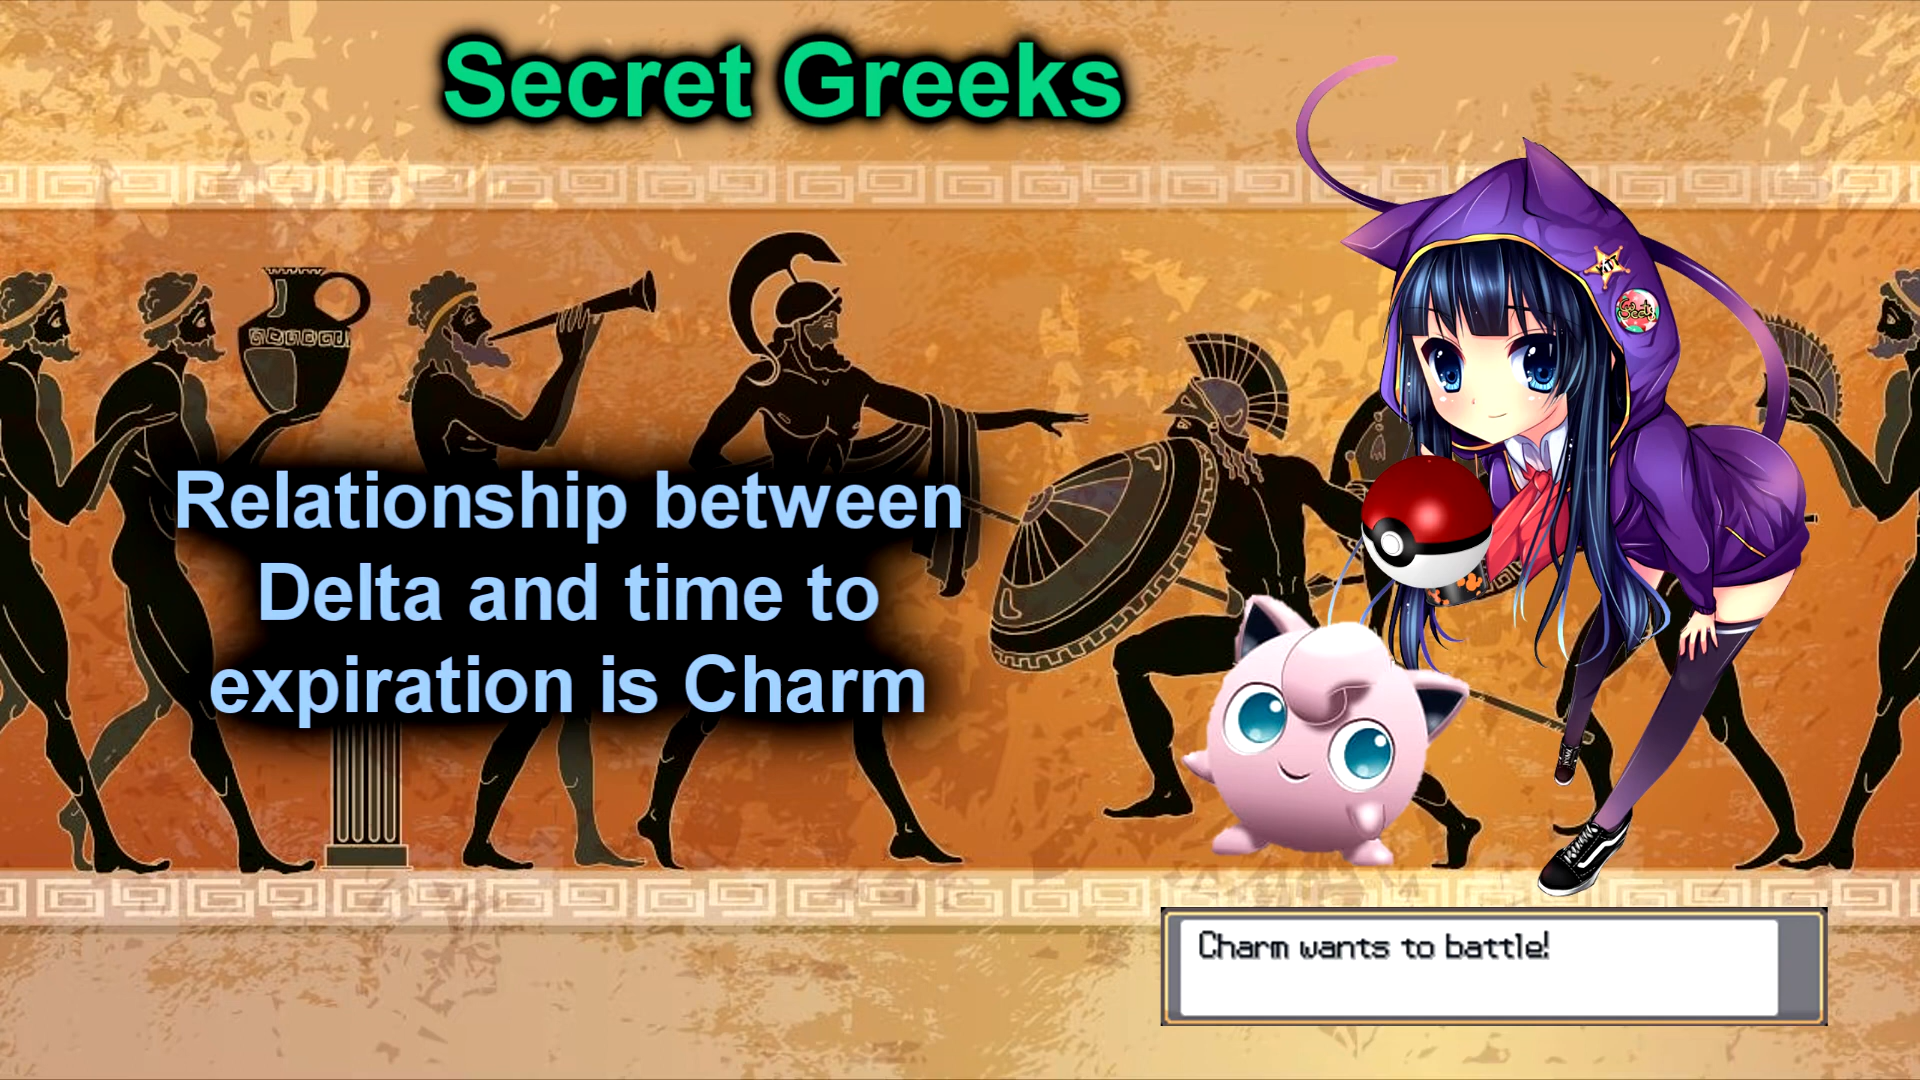 Secret Greeks
Relationship between
Delta and time to
expiration is Charm
Charm wants to battle!